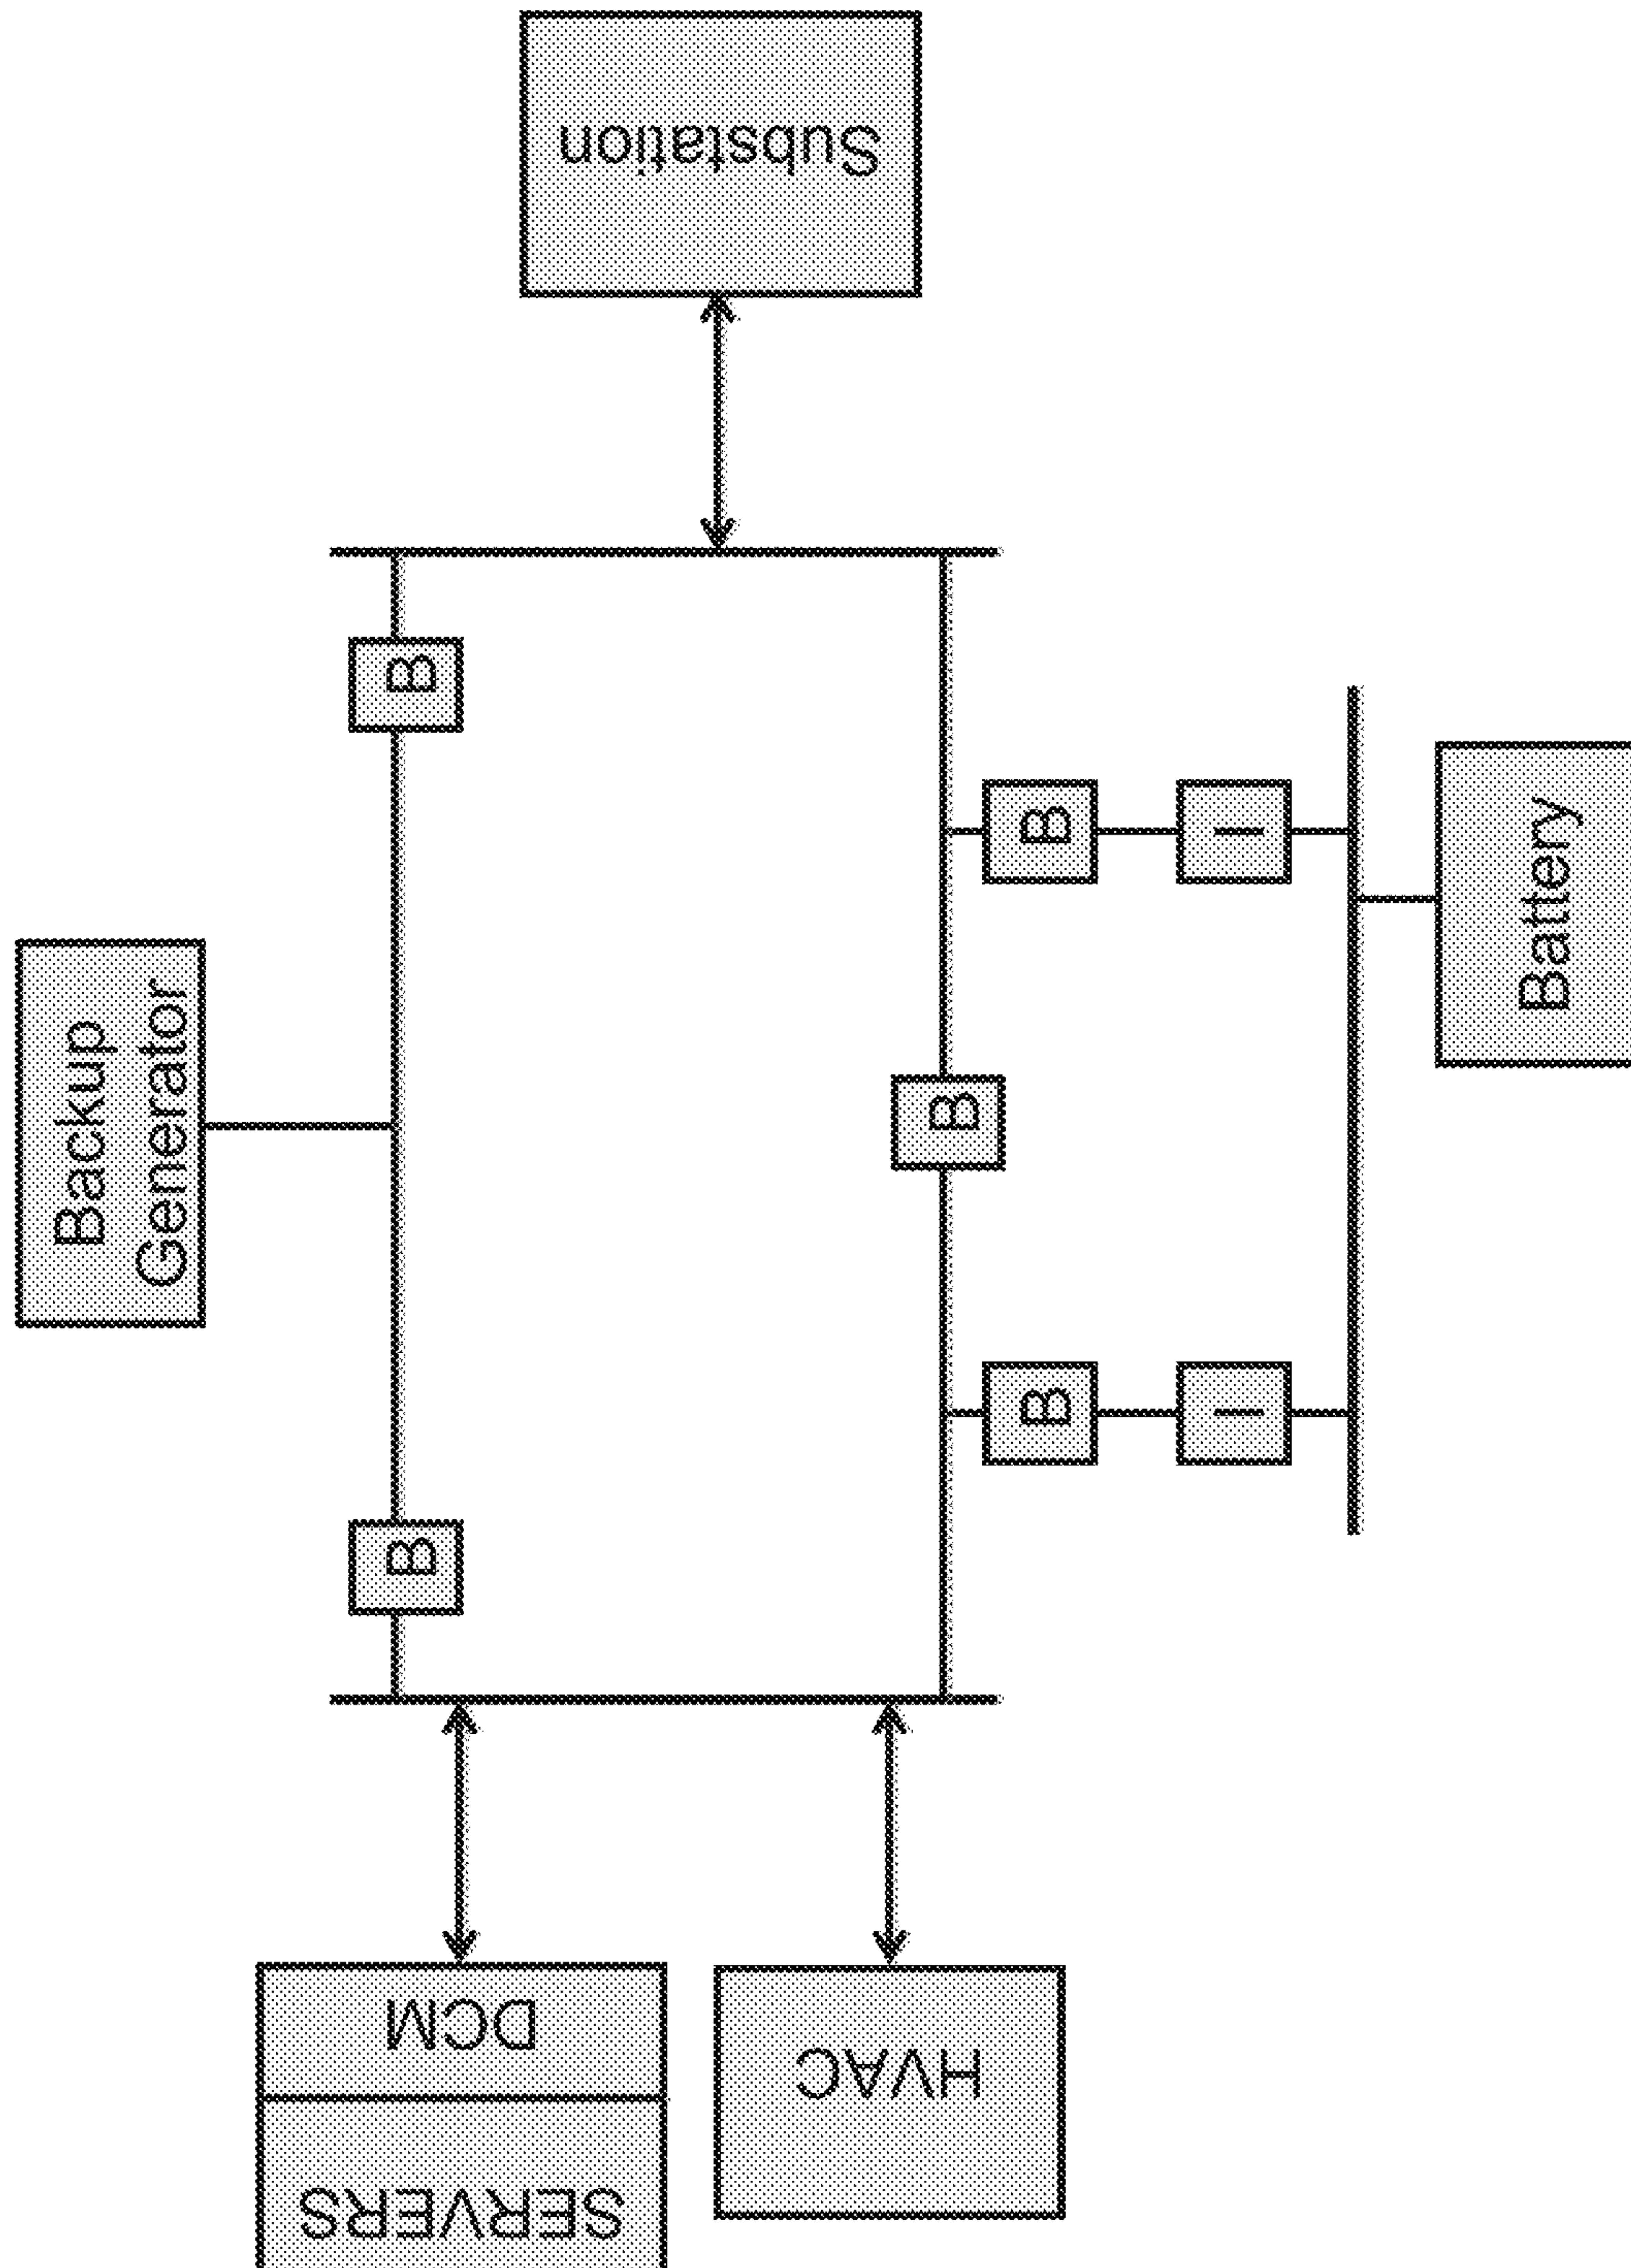 Substation
B
B
Backup
Generator
B
I
Battery
B
B
I
B
DCM
SERVERS
HVAC